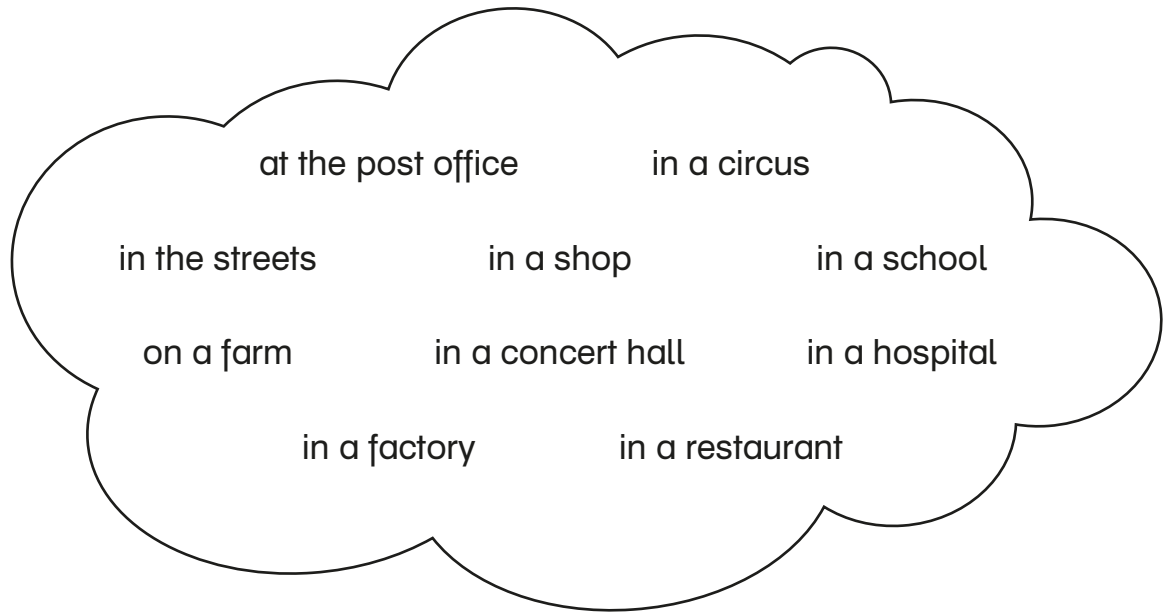 at the post office in a circus
in the streets in a shop in a school
on a farm in a concert hall in a hospital
in a factory in a restaurant